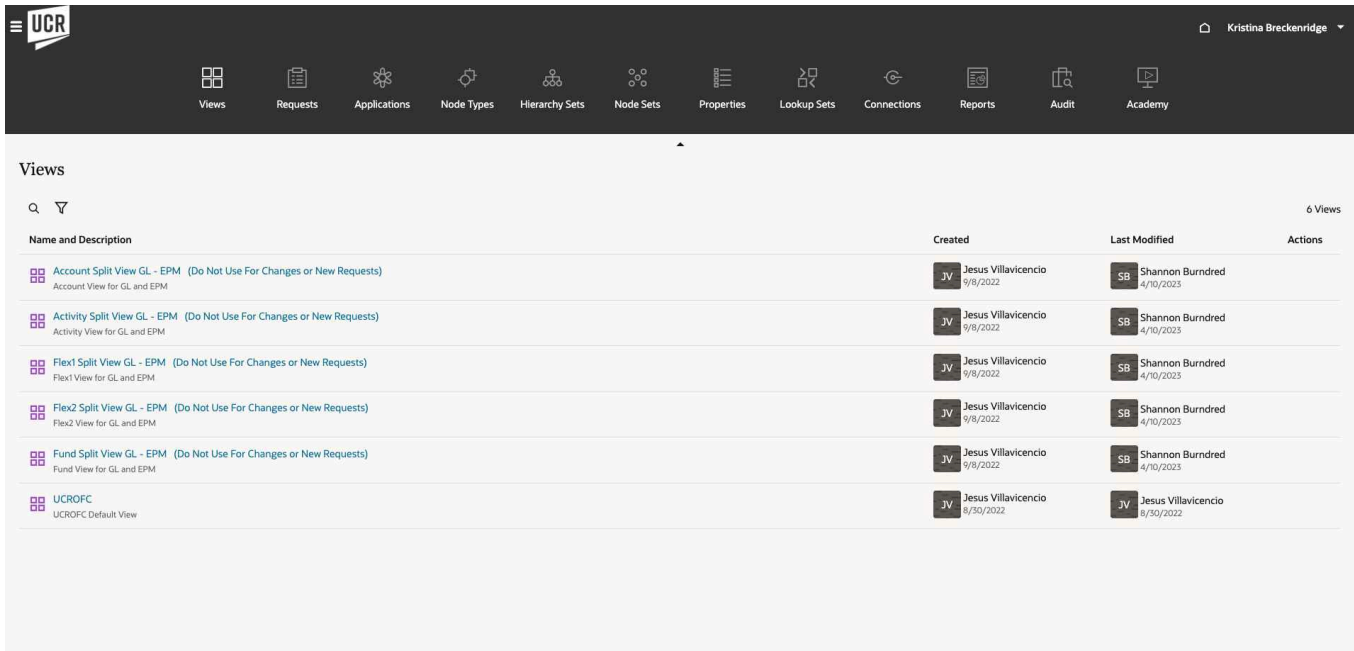 UCR
Kristina Breckenridge
Views Requests Applications Node Types Hierarchy Sets Node Sets Properties Lookup Sets Connections Reports Audit Academy
Views
6 Views
Name and Description Created Last Modified Actions
Account Split View GL - EPM (Do Not Use For Changes or New Requests)
Account View for GL and EPM
JV Jesus Villavicencio
9/8/2022
SB Shannon Burndred
4/10/2023
Activity Split View GL - EPM (Do Not Use For Changes or New Requests)
Activity View for GL and EPM
JV Jesus Villavicencio
9/8/2022
SB Shannon Burndred
4/10/2023
Flex1 Split View GL - EPM (Do Not Use For Changes or New Requests)
Flex1 View for GL and EPM
JV Jesus Villavicencio
9/8/2022
SB Shannon Burndred
4/10/2023
Flex2 Split View GL - EPM (Do Not Use For Changes or New Requests)
Flex2 View for GL and EPM
JV Jesus Villavicencio
9/8/2022
SB Shannon Burndred
4/10/2023
Fund Split View GL - EPM (Do Not Use For Changes or New Requests)
Fund View for GL and EPM
JV Jesus Villavicencio
9/8/2022
SB Shannon Burndred
4/10/2023
UCROFC
UCROFC Default View
JV Jesus Villavicencio
8/30/2022
JV Jesus Villavicencio
8/30/2022